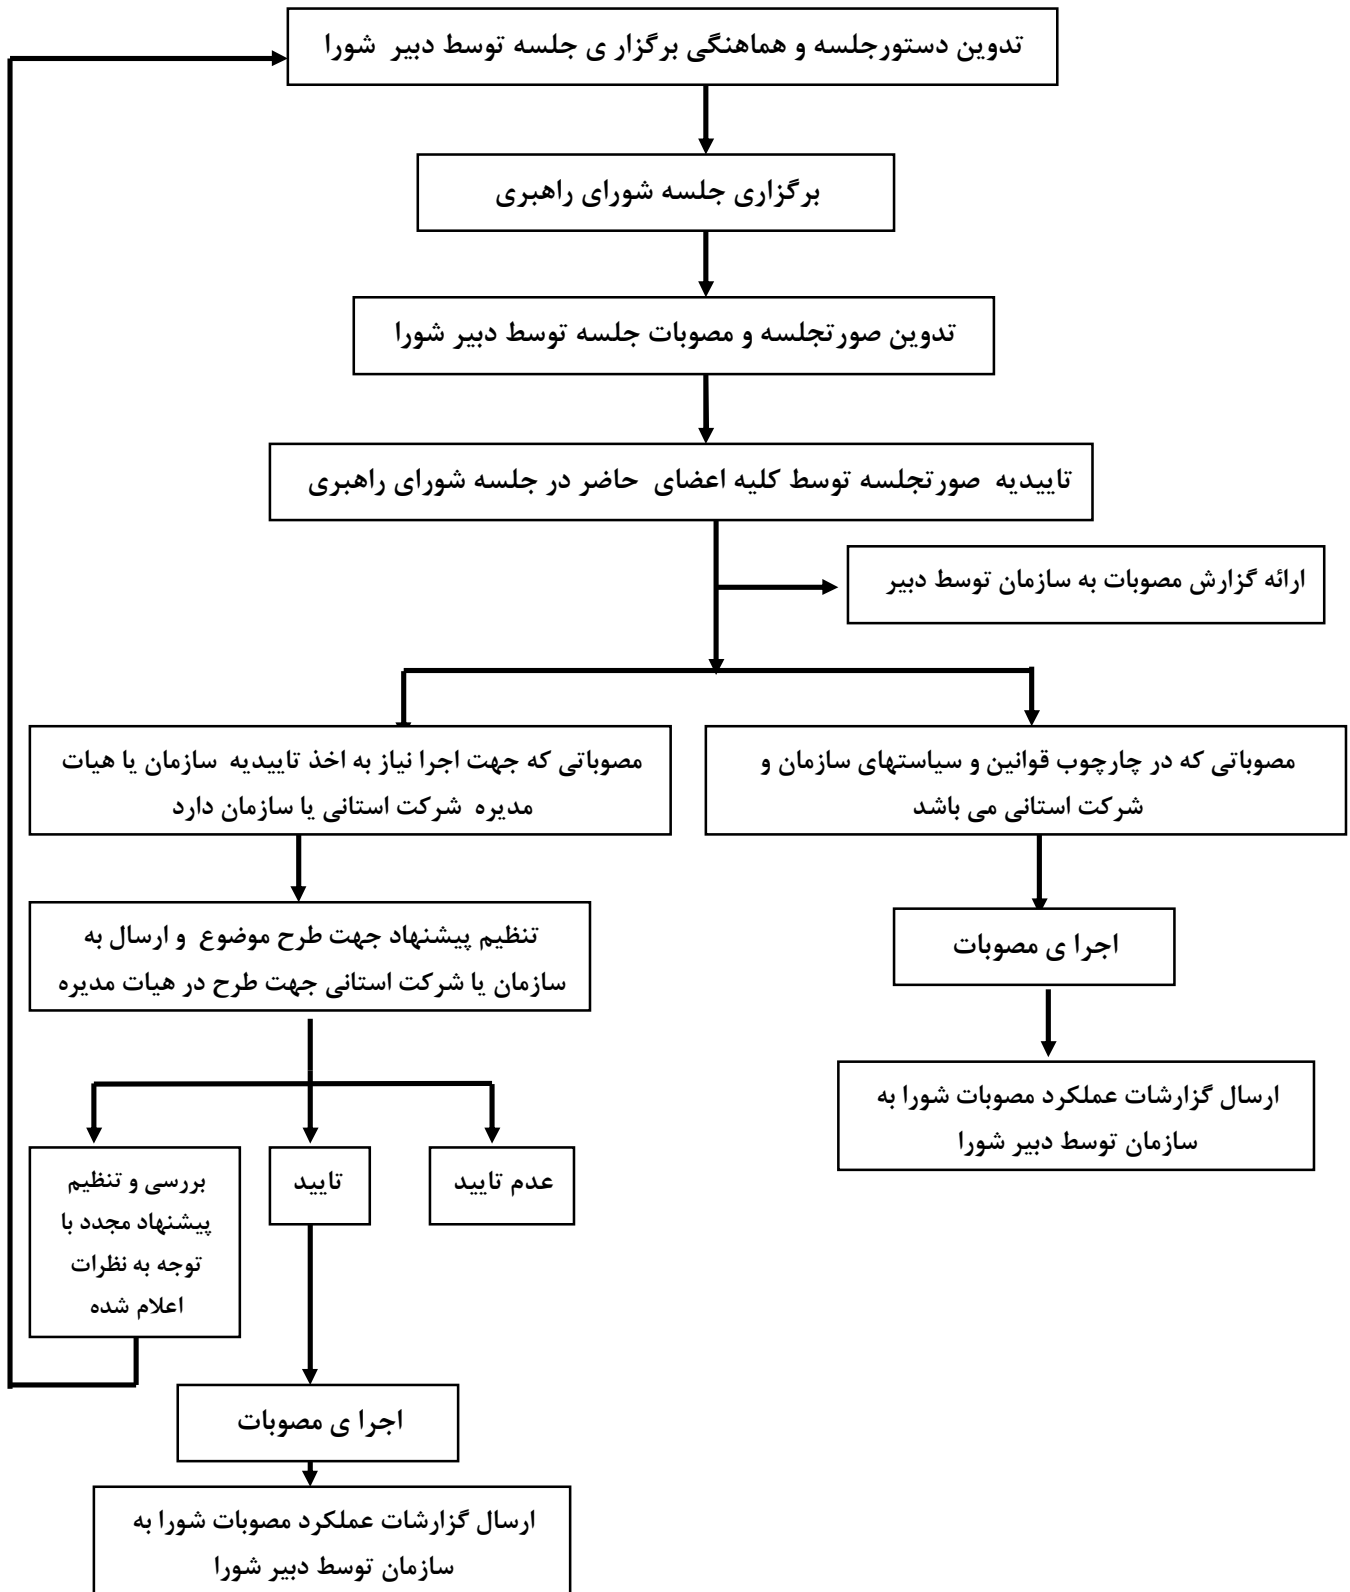 تدوین دستورجلسه و هماهنگی برگزار ی جلسه توسط دبیر شورا
برگزاری جلسه شورای راهبری
تدوین صورتجلسه و مصوبات جلسه توسط دبیر شورا
تاییدیه صورتجلسه توسط کلیه اعضای حاضر در جلسه شورای راهبری
ارائه گزارش مصوبات به سازمان توسط دبیر
مصوباتی که در چارچوب قوانین و سیاستهای سازمان و
شرکت استانی می باشد
مصوباتی که جهت اجرا نیاز به اخذ تاییدیه سازمان یا هیات
مدیره شرکت استانی یا سازمان دارد
اجرا ی مصوبات
تنظیم پیشنهاد جهت طرح موضوع و ارسال به
سازمان یا شرکت استانی جهت طرح در هیات مدیره
ارسال گزارشات عملکرد مصوبات شورا به
سازمان توسط دبیر شورا
عدم تایید
تایید
بررسی و تنظیم
پیشنهاد مجدد با
توجه به نظرات
اعلام شده
اجرا ی مصوبات
ارسال گزارشات عملکرد مصوبات شورا به
سازمان توسط دبیر شورا